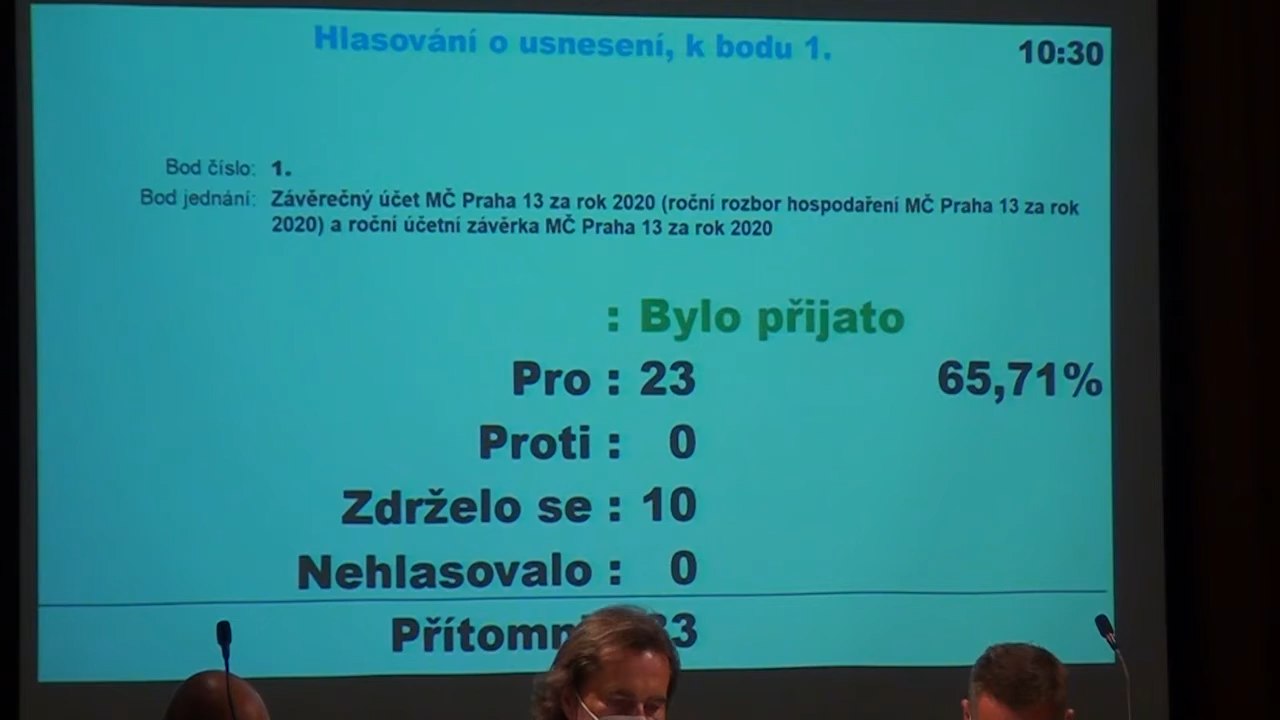 Hlasování o usnesení, k bodu 1.
10:30
Bod číslo: 1.
Bod jednání: Závěrečný účet MČ Praha 13 za rok 2020 (roční rozbor hospodaření MČ Praha 13 za rok
2020) a roční účetní závěrka MČ Praha 13 za rok 2020
: Bylo přijato
Pro : 23 65,71%
Proti : 0
Zdrželo se : 10
Nehlasovalo : 0